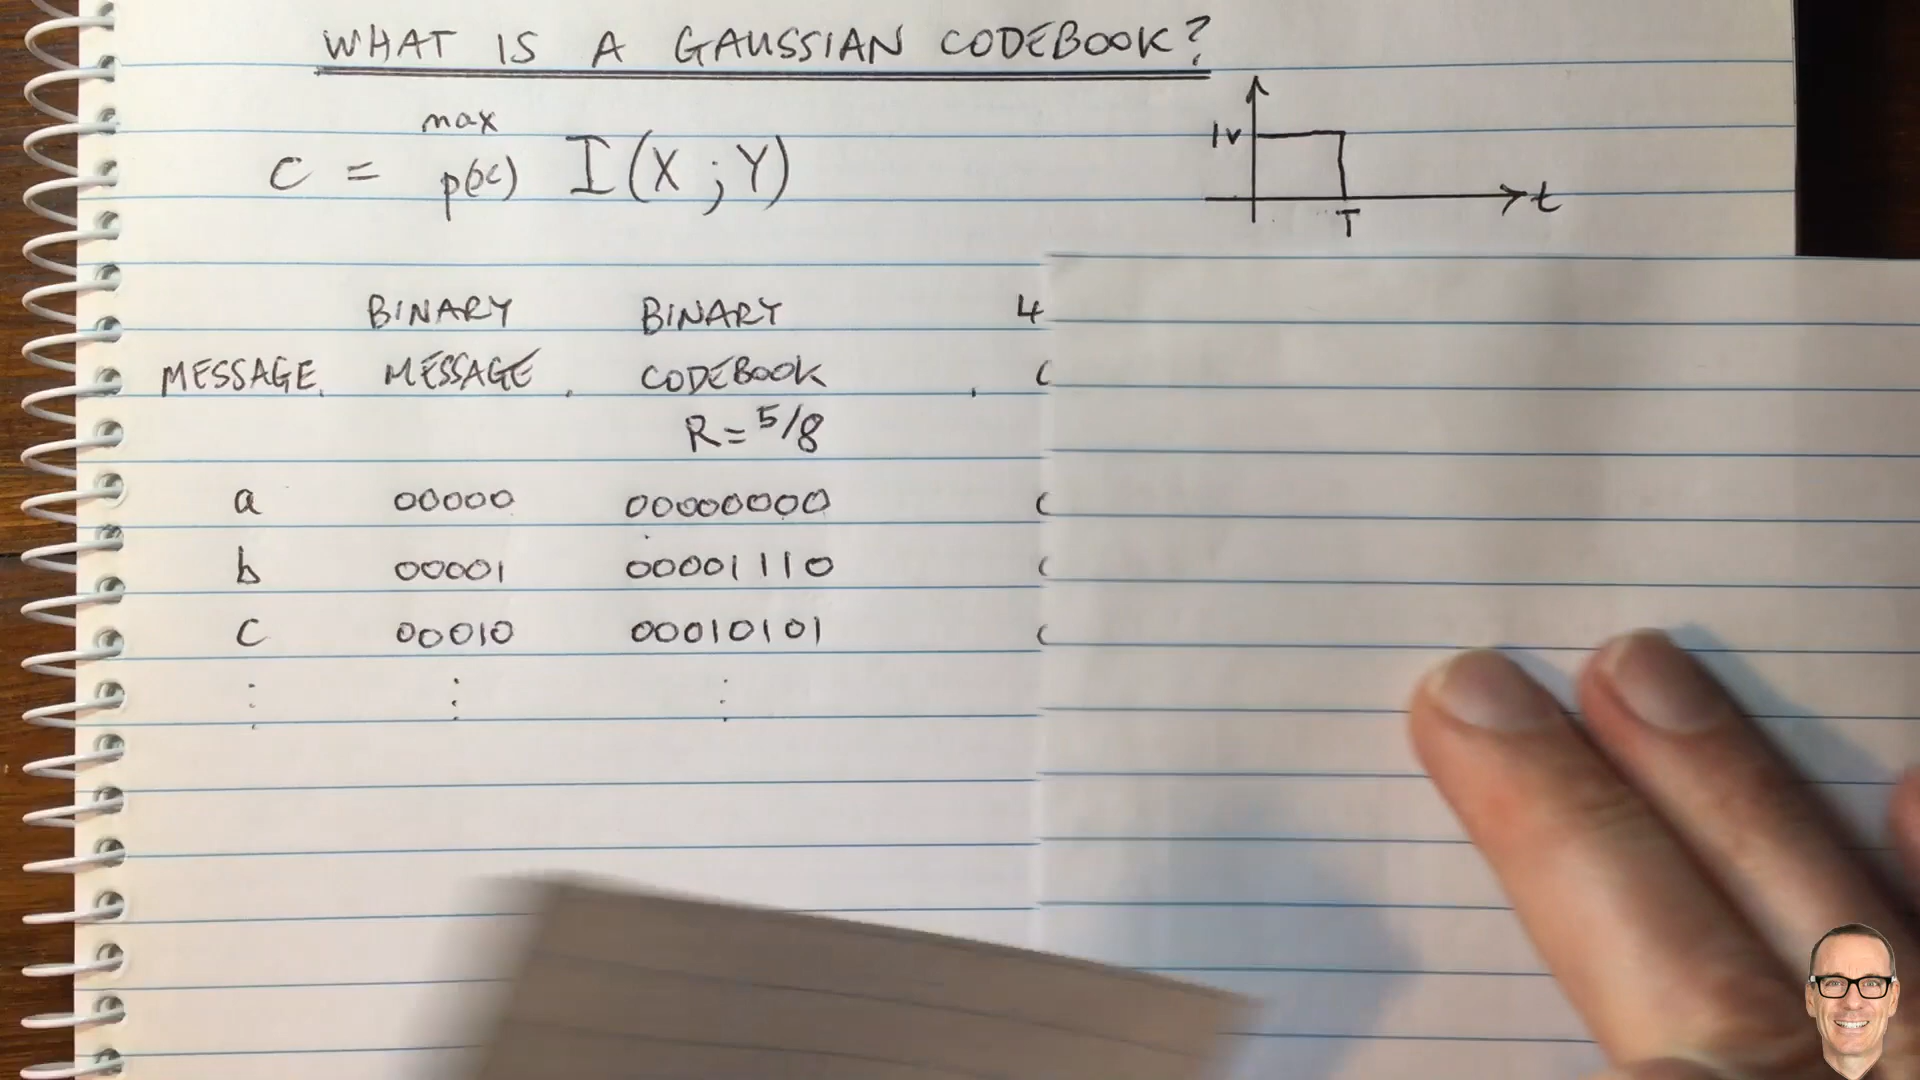 WHAT IS A GAUSSIAN CODEBOOK?
max
C = p(x) I(X;Y)
1v
t
T
BINARY BINARY 4
MESSAGE MESSAGE CODEBOOK
R = 5/8
a 00000 00000000
b 00001 00001110
c 00010 00010101